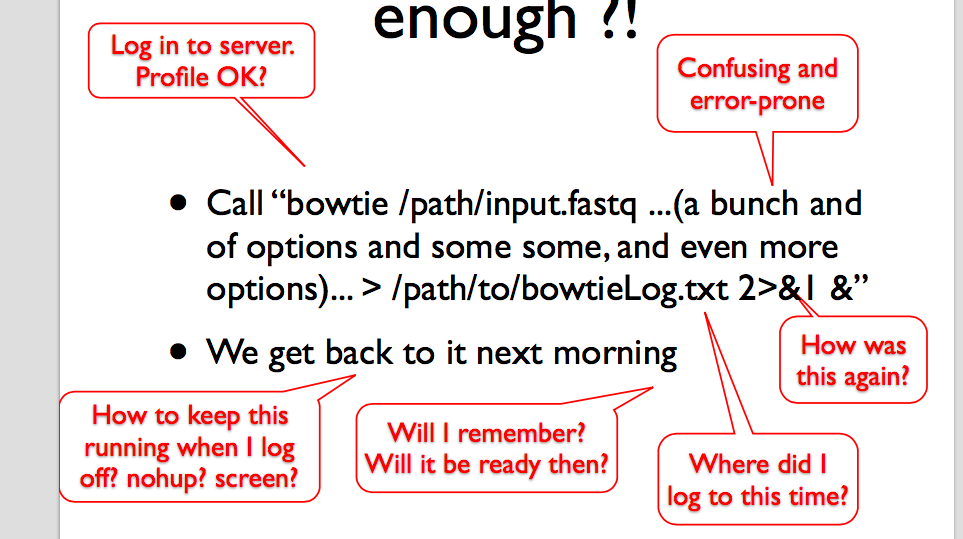 enough ?!
Log in to server.
Profile OK?
Confusing and
error-prone
• Call “bowtie /path/input.fastq ...(a bunch and
of options and some some, and even more
options)... > /path/to/bowtieLog.txt 2>&1 &”
How was
this again?
• We get back to it next morning
How to keep this
running when I log
off? nohup? screen?
Will I remember?
Will it be ready then?
Where did I
log to this time?